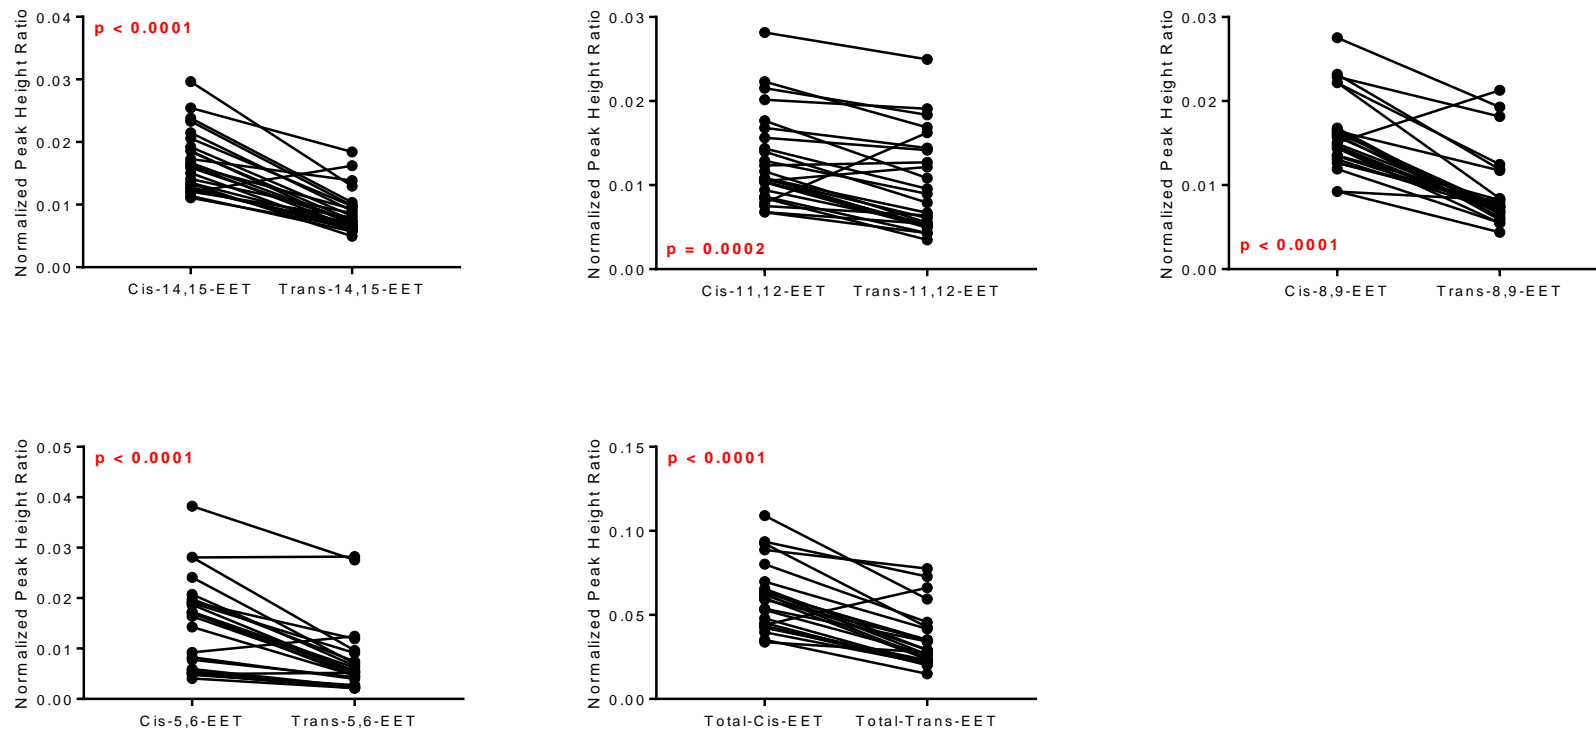 Normalized Peak Height Ratio
0.04
0.03
0.02
0.01
0.00
p < 0.0001
Cis-14,15-EET Trans-14,15-EET
Normalized Peak Height Ratio
0.03
0.02
0.01
0.00
p = 0.0002
Cis-11,12-EET Trans-11,12-EET
Normalized Peak Height Ratio
0.03
0.02
0.01
0.00
p < 0.0001
Cis-8,9-EET Trans-8,9-EET
Normalized Peak Height Ratio
0.05
0.04
0.03
0.02
0.01
0.00
p < 0.0001
Cis-5,6-EET Trans-5,6-EET
Normalized Peak Height Ratio
0.15
0.10
0.05
0.00
p < 0.0001
Total-Cis-EET Total-Trans-EET